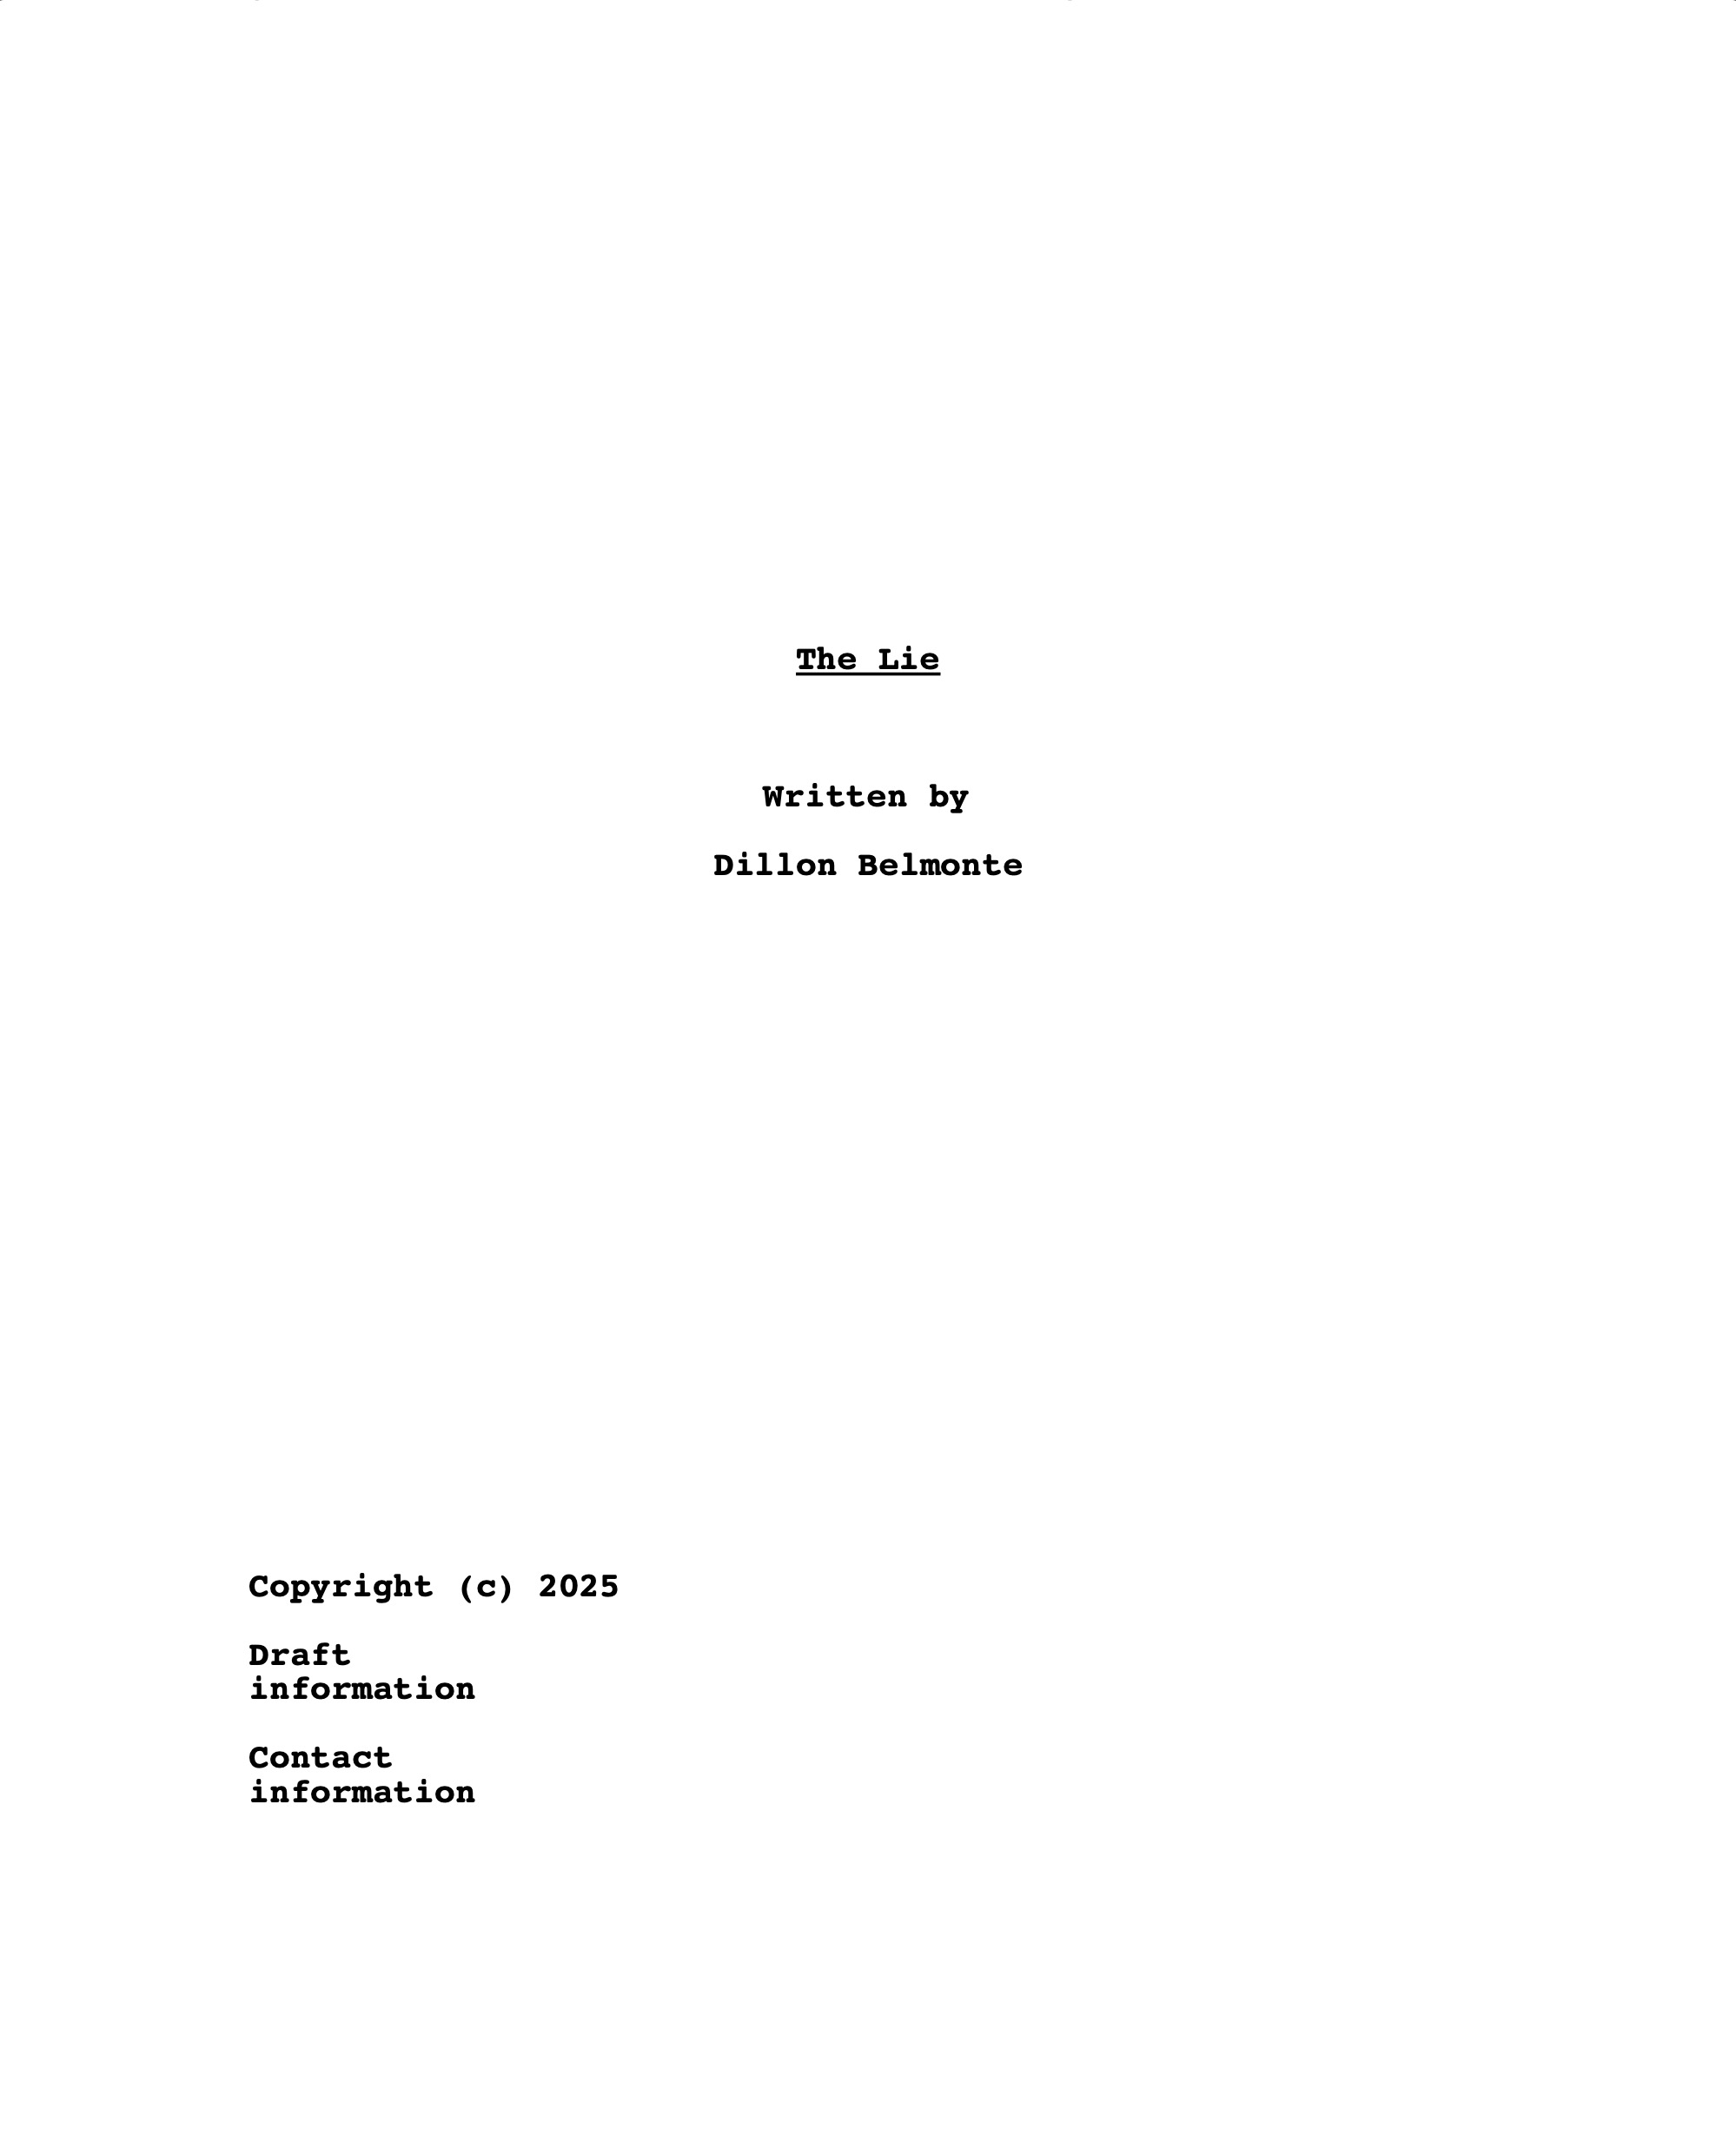 The Lie
Written by
Dillon Belmonte
Copyright (c) 2025
Draft
information
Contact
information